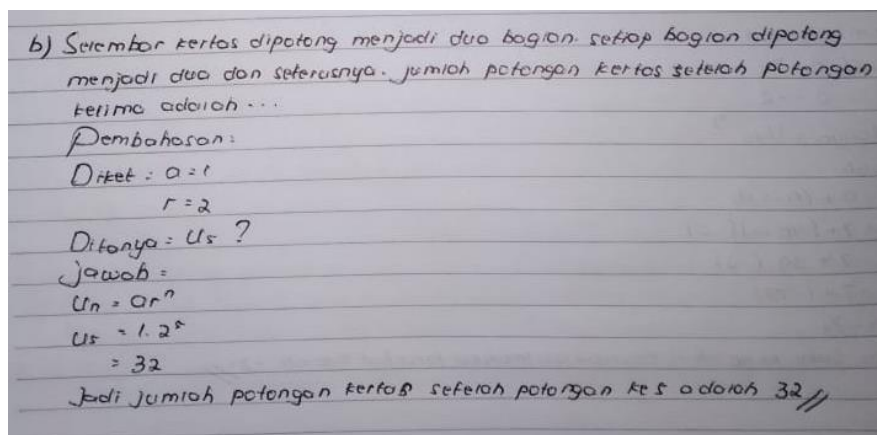 b) Selembar kertas dipotong menjadi dua bagian. setiap bagian dipotong
menjadi dua dan seterusnya. jumlah potongan kertas setelah potongan
kelima adalah ...
Pembahasan:
Diket : a = 1
r = 2
Ditanya = U5 ?
jawab =
Un = ar^n
U5 = 1. 2^5
= 32
Jadi jumlah potongan kertas setelah potongan ke 5 adalah 32 //